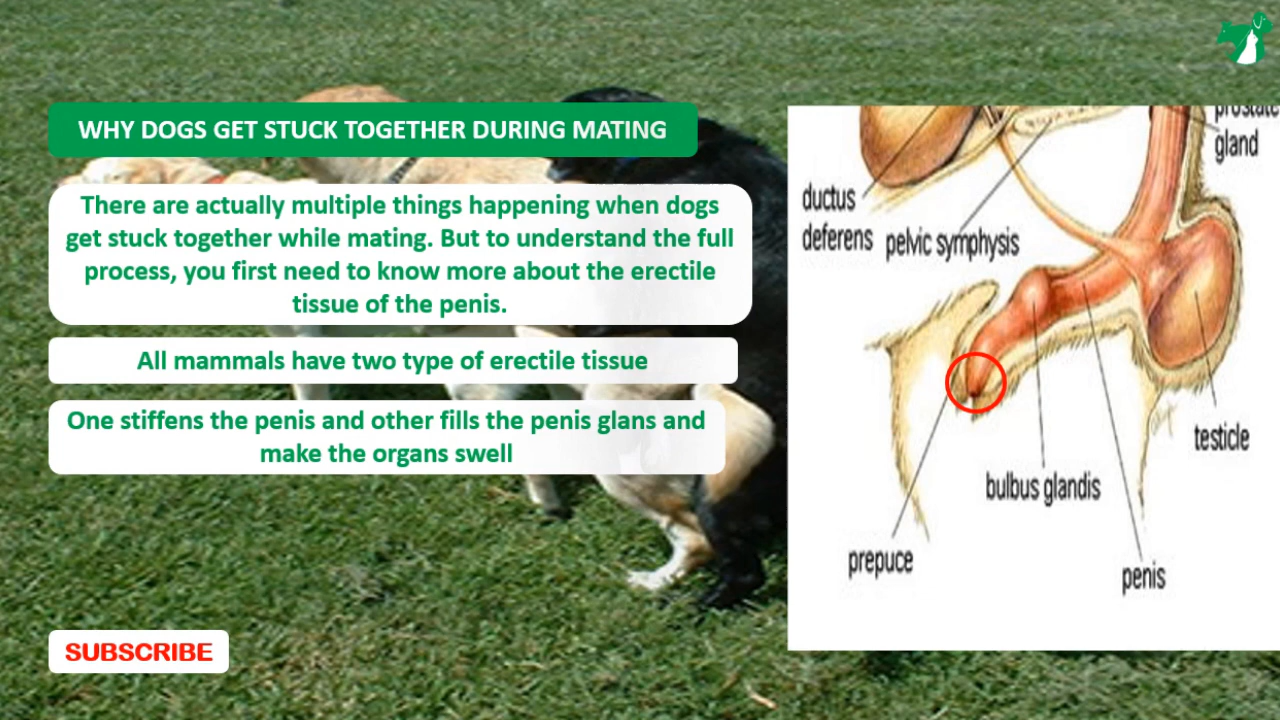 WHY DOGS GET STUCK TOGETHER DURING MATING
There are actually multiple things happening when dogs
get stuck together while mating. But to understand the full
process, you first need to know more about the erectile
tissue of the penis.
All mammals have two type of erectile tissue
One stiffens the penis and other fills the penis glans and
make the organs swell
SUBSCRIBE
prostate
gland
ductus
deferens
pelvic symphysis
testicle
bulbus glandis
prepuce
penis